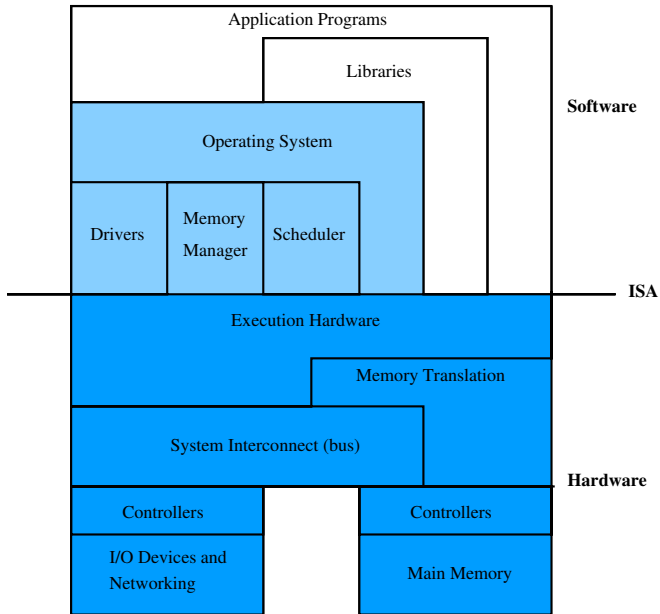 Application Programs
Libraries
Software
Operating System
Drivers
Memory
Manager
Scheduler
ISA
Execution Hardware
Memory Translation
System Interconnect (bus)
Hardware
Controllers
Controllers
I/O Devices and
Networking
Main Memory